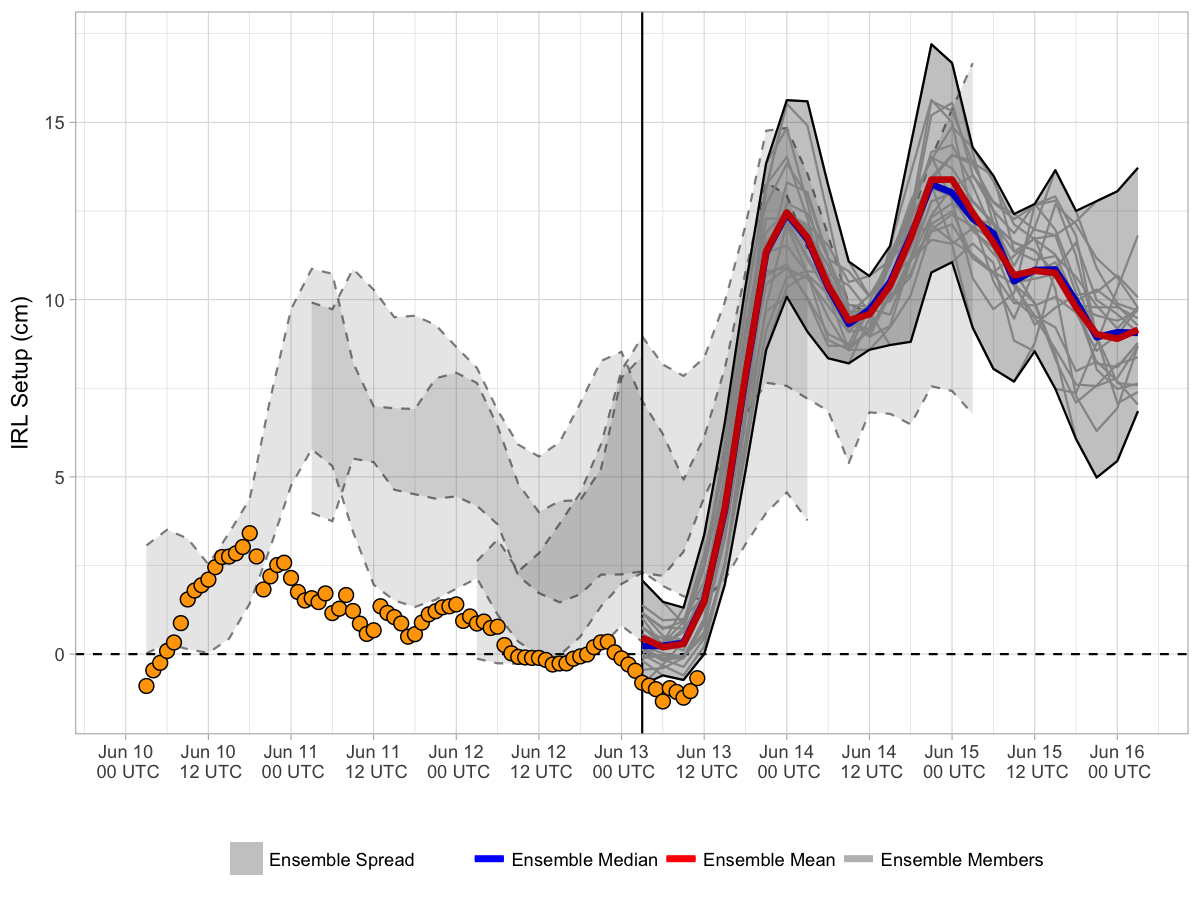 IRL Setup (cm)
15
10
5
0
Jun 10 Jun 10 Jun 11 Jun 11 Jun 12 Jun 12 Jun 13 Jun 13 Jun 14 Jun 14 Jun 15 Jun 15 Jun 16
00 UTC 12 UTC 00 UTC 12 UTC 00 UTC 12 UTC 00 UTC 12 UTC 00 UTC 12 UTC 00 UTC 12 UTC 00 UTC
Ensemble Spread Ensemble Median Ensemble Mean Ensemble Members